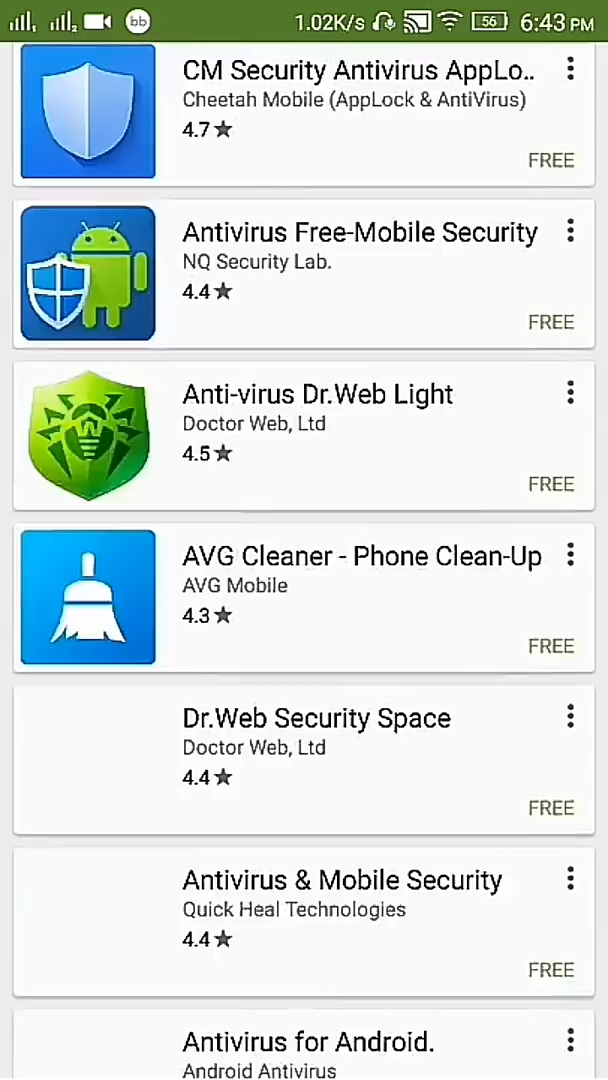 1.02K/s 56 6:43 PM
bb
CM Security Antivirus AppLo..
Cheetah Mobile (AppLock & AntiVirus)
4.7★
FREE
Antivirus Free-Mobile Security
NQ Security Lab.
4.4★
FREE
Anti-virus Dr.Web Light
Doctor Web, Ltd
4.5★
FREE
AVG Cleaner - Phone Clean-Up
AVG Mobile
4.3★
FREE
Dr.Web Security Space
Doctor Web, Ltd
4.4★
FREE
Antivirus & Mobile Security
Quick Heal Technologies
4.4★
FREE
Antivirus for Android.
Android Antivirus